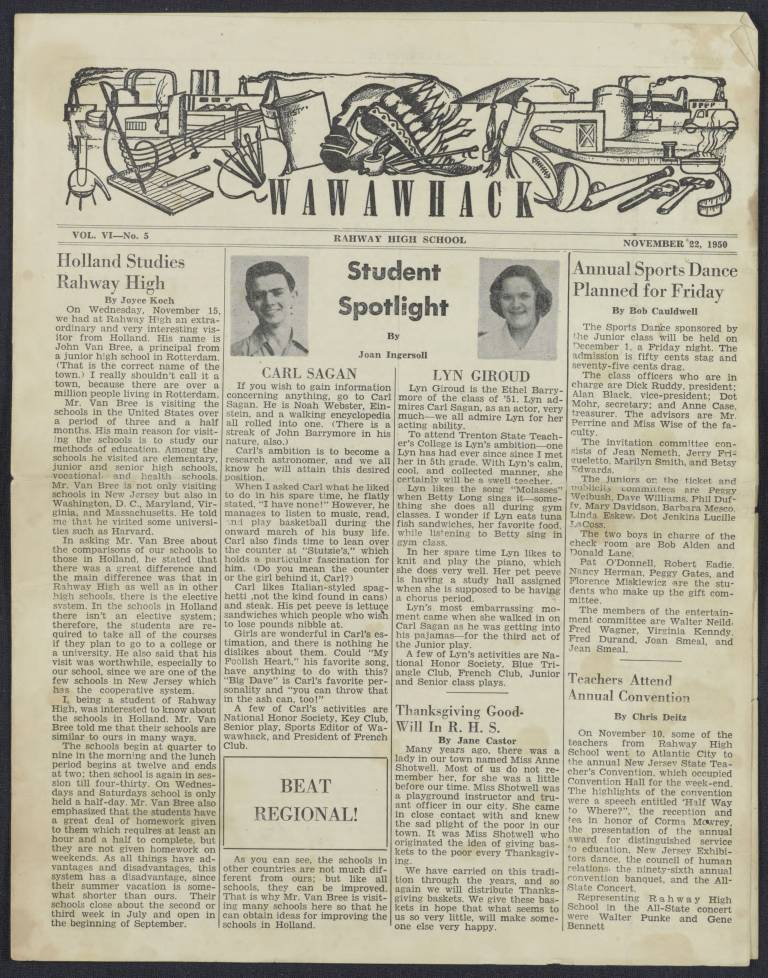 WAWAWHACK
VOL. VI—No. 5
RAHWAY HIGH SCHOOL
NOVEMBER 22, 1950
Holland Studies
Rahway High
By Joyce Koch
On Wednesday, November 15,
we had at Rahway High an extra-
ordinary and very interesting vis-
itor from Holland. His name is
John Van Bree, a principal from
a junior high school in Rotterdam.
(That is the correct name of the
town.) I really shouldn't call it a
town, because there are over a
million people living in Rotterdam.
Mr. Van Bree is visiting the
schools in the United States over
a period of three and a half
months. His main reason for visit-
ing the schools is to study our
methods of education. Among the
schools he visited are elementary,
junior and senior high schools,
vocational and health schools.
Mr. Van Bree is not only visiting
schools in New Jersey but also in
Washington, D. C., Maryland, Vir-
ginia, and Massachusetts. He told
me that he visited some universi-
ties such as Harvard.
In asking Mr. Van Bree about
the comparisons of our schools to
those in Holland, he stated that
there was a great difference and
the main difference was that in
Rahway High as well as in other
high schools, there is the elective
system. In the schools in Holland
there isn't an elective system;
therefore, the students are re-
quired to take all of the courses
if they plan to go to a college or
a university. He also said that his
visit was worthwhile, especially to
our school, since we are one of the
few schools in New Jersey which
has the cooperative system.
I, being a student of Rahway
High, was interested to know about
the schools in Holland. Mr. Van
Bree told me that their schools are
similar to ours in many ways.
The schools begin at quarter to
nine in the morning and the lunch
period begins at twelve and ends
at two; then school is again in ses-
sion till four-thirty. On Wednes-
days and Saturdays school is only
held a half-day. Mr. Van Bree also
emphasized that the students have
a great deal of homework given
to them which requires at least an
hour and a half to complete, but
they are not given homework on
weekends. As all things have ad-
vantages and disadvantages, this
system has a disadvantage, since
their summer vacation is some-
what shorter than ours. Their
schools close about the second or
third week in July and open in
the beginning of September.
Student
Spotlight
By
Joan Ingersoll
CARL SAGAN
If you wish to gain information
concerning anything, go to Carl
Sagan. He is Noah Webster, Ein-
stein, and a walking encyclopedia
all rolled into one. (There is a
streak of John Barrymore in his
nature, also.)
Carl's ambition is to become a
research astronomer, and we all
know he will attain this desired
position.
When I asked Carl what he liked
to do in his spare time, he flatly
stated, "I have none!" However, he
manages to listen to music, read,
and play basketball during the
onward march of his busy life.
Carl also finds time to lean over
the counter at "Stutzie's," which
holds a particular fascination for
him. (Do you mean the counter
or the girl behind it, Carl?)
Carl likes Italian-styled spag-
hetti (not the kind found in cans)
and steak. His pet peeve is lettuce
sandwiches which people who wish
to lose pounds nibble at.
Girls are wonderful in Carl's es-
timation, and there is nothing he
dislikes about them. Could "My
Foolish Heart," his favorite song,
have anything to do with this?
"Big Dave" is Carl's favorite per-
sonality and "you can throw that
in the ash can, too!"
A few of Carl's activities are
National Honor Society, Key Club,
Senior play, Sports Editor of Wa-
wawhack, and President of French
Club.
BEAT
REGIONAL!
As you can see, the schools in
other countries are not much dif-
ferent from ours; but like all
schools, they can be improved.
That is why Mr. Van Bree is visit-
ing many schools here so that he
can obtain ideas for improving the
schools in Holland.
LYN GIROUD
Lyn Giroud is the Ethel Barry-
more of the class of '51. Lyn ad-
mires Carl Sagan, as an actor, very
much—we all admire Lyn for her
acting ability.
To attend Trenton State Teach-
er's College is Lyn's ambition—one
Lyn has had ever since since I met
her in 5th grade. With Lyn's calm,
cool, and collected manner, she
certainly will be a swell teacher.
Lyn likes the song "Molasses"
when Betty Long sings it—some-
thing she does all during gym
classes. I wonder if Lyn eats tuna
fish sandwiches, her favorite food,
while listening to Betty sing in
gym class.
In her spare time Lyn likes to
knit and play the piano, which
she does very well. Her pet peeve
is having a study hall assigned
when she is supposed to be having
a chorus period.
Lyn's most embarrassing mo-
ment came when she walked in on
Carl Sagan as he was getting into
his pajamas—for the third act of
the Junior play.
A few of Lyn's activities are Na-
tional Honor Society, Blue Tri-
angle Club, French Club, Junior
and Senior class plays.
Thanksgiving Good-
Will In R. H. S.
By Jane Castor
Many years ago, there was a
lady in our town named Miss Anne
Shotwell. Most of us do not re-
member her, for she was a little
before our time. Miss Shotwell was
a playground instructor and tru-
ant officer in our city. She came
in close contact with and knew
the sad plight of the poor in our
town. It was Miss Shotwell who
originated the idea of giving bas-
kets to the poor every Thanksgiv-
ing.
We have carried on this tradi-
tion through the years, and so
again we will distribute Thanks-
giving baskets. We give these bas-
kets in hope that what seems to
us so very little, will make some-
one else very happy.
Annual Sports Dance
Planned for Friday
By Bob Cauldwell
The Sports Dance sponsored by
the Junior class will be held on
December 1, a Friday night. The
admission is fifty cents stag and
seventy-five cents drag.
The class officers who are in
charge are Dick Ruddy, president;
Alan Black, vice-president; Dot
Mohr, secretary; and Anne Case,
treasurer. The advisors are Mr.
Perrine and Miss Wise of the fa-
culty.
The invitation committee con-
sists of Jean Nemeth, Jerry Fri-
gueletto, Marilyn Smith, and Betsy
Edwards.
The juniors on the ticket and
publicity committees are Peggy
Weibush, Dave Williams, Phil Duf-
fy, Mary Davidson, Barbara Mesco,
Linda Eskew, Dot Jenkins Lucille
LaCoss.
The two boys in charge of the
check room are Bob Alden and
Donald Lane.
Pat O'Donnell, Robert Eadie,
Nancy Herman, Peggy Gates, and
Florence Miskiewicz are the stu-
dents who make up the gift com-
mittee.
The members of the entertain-
ment committee are Walter Neild,
Fred Wagner, Virginia Kenndy,
Fred Durand, Joan Smeal, and
Jean Smeal.
Teachers Attend
Annual Convention
By Chris Deitz
On November 10, some of the
teachers from Rahway High
School went to Atlantic City to
the annual New Jersey State Tea-
cher's Convention, which occupied
Convention Hall for the week-end.
The highlights of the convention
were a speech entitled "Half Way
to Where?", the reception and
tea in honor of Corma Mowrey,
the presentation of the annual
award for distinguished service
to education, New Jersey Exhibi-
tors dance, the council of human
relations, the ninety-sixth annual
convention banquet, and the All-
State Concert.
Representing Rahway High
School in the All-State concert
were Walter Punke and Gene
Bennett